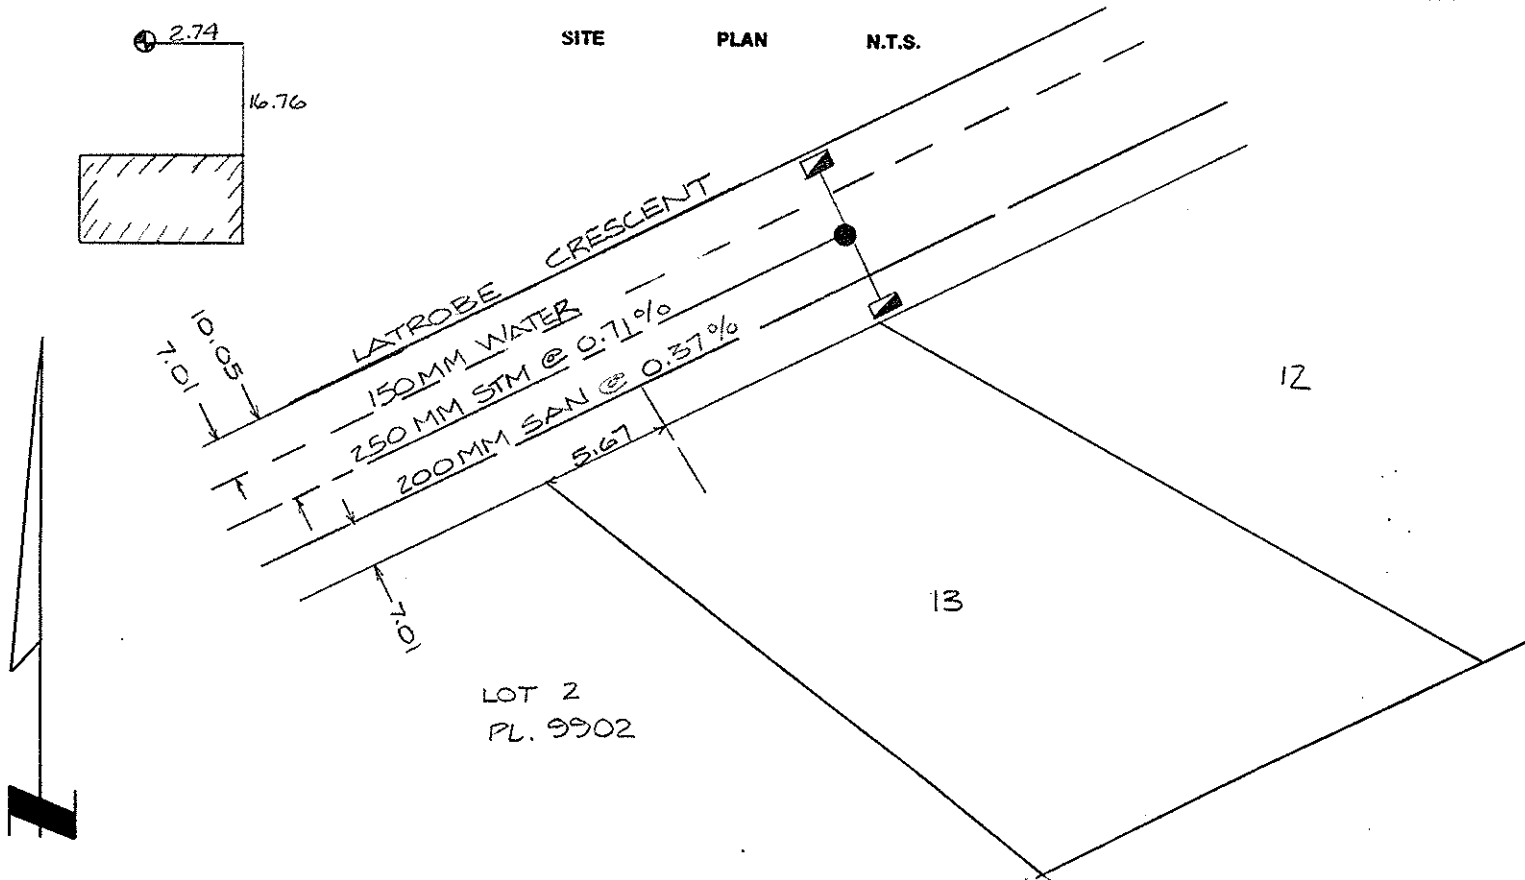 SITE PLAN N.T.S.
2.74
16.76
LATROBE CRESCENT
10.05
7.01
150MM WATER
250 MM STM @ 0.71%
200MM SAN @ 0.37%
5.67
7.01
12
13
LOT 2
PL. 9902